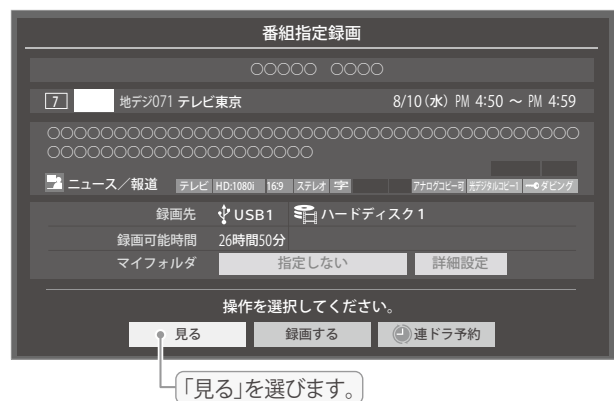 番組指定録画
○○○○○ ○○○○
7 地デジ071 テレビ東京 8/10(水) PM 4:50 ～ PM 4:59
○○○○○○○○○○○○○○○○○○○○○○○○○○○○○○○○○○○○○○○○
○○○○○○○○○○○○○○○○○○○○
ニュース／報道 テレビ HD:1080i 16:9 ステレオ 字 アナログコピー可 光デジタルコピー1 ダビング
録画先 USB1 ハードディスク1
録画可能時間 26時間50分
マイフォルダ 指定しない 詳細設定
操作を選択してください。
見る 録画する 連ドラ予約
「見る」を選びます。